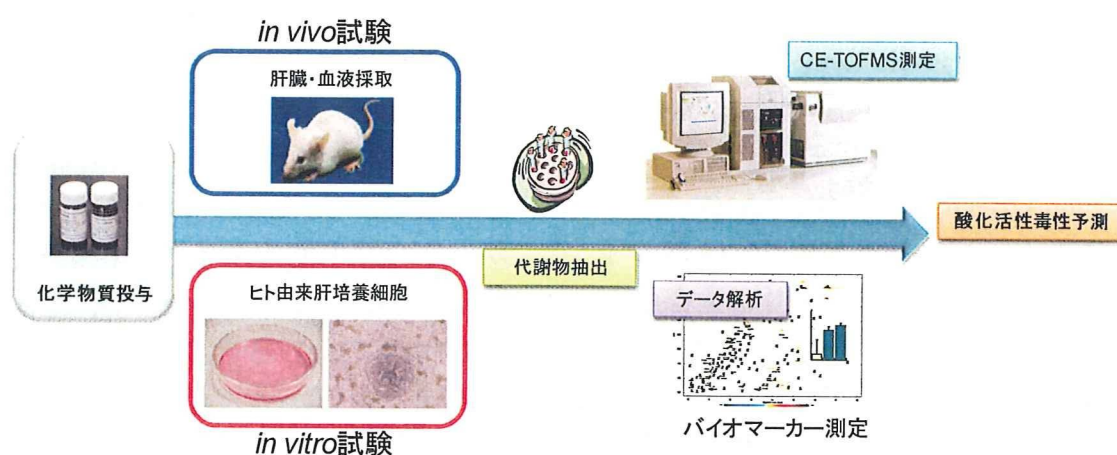 in vivo試験
肝臓・血液採取
CE-TOFMS測定
化学物質投与
代謝物抽出
酸化活性毒性予測
ヒト由来肝培養細胞
データ解析
バイオマーカー測定
in vitro試験